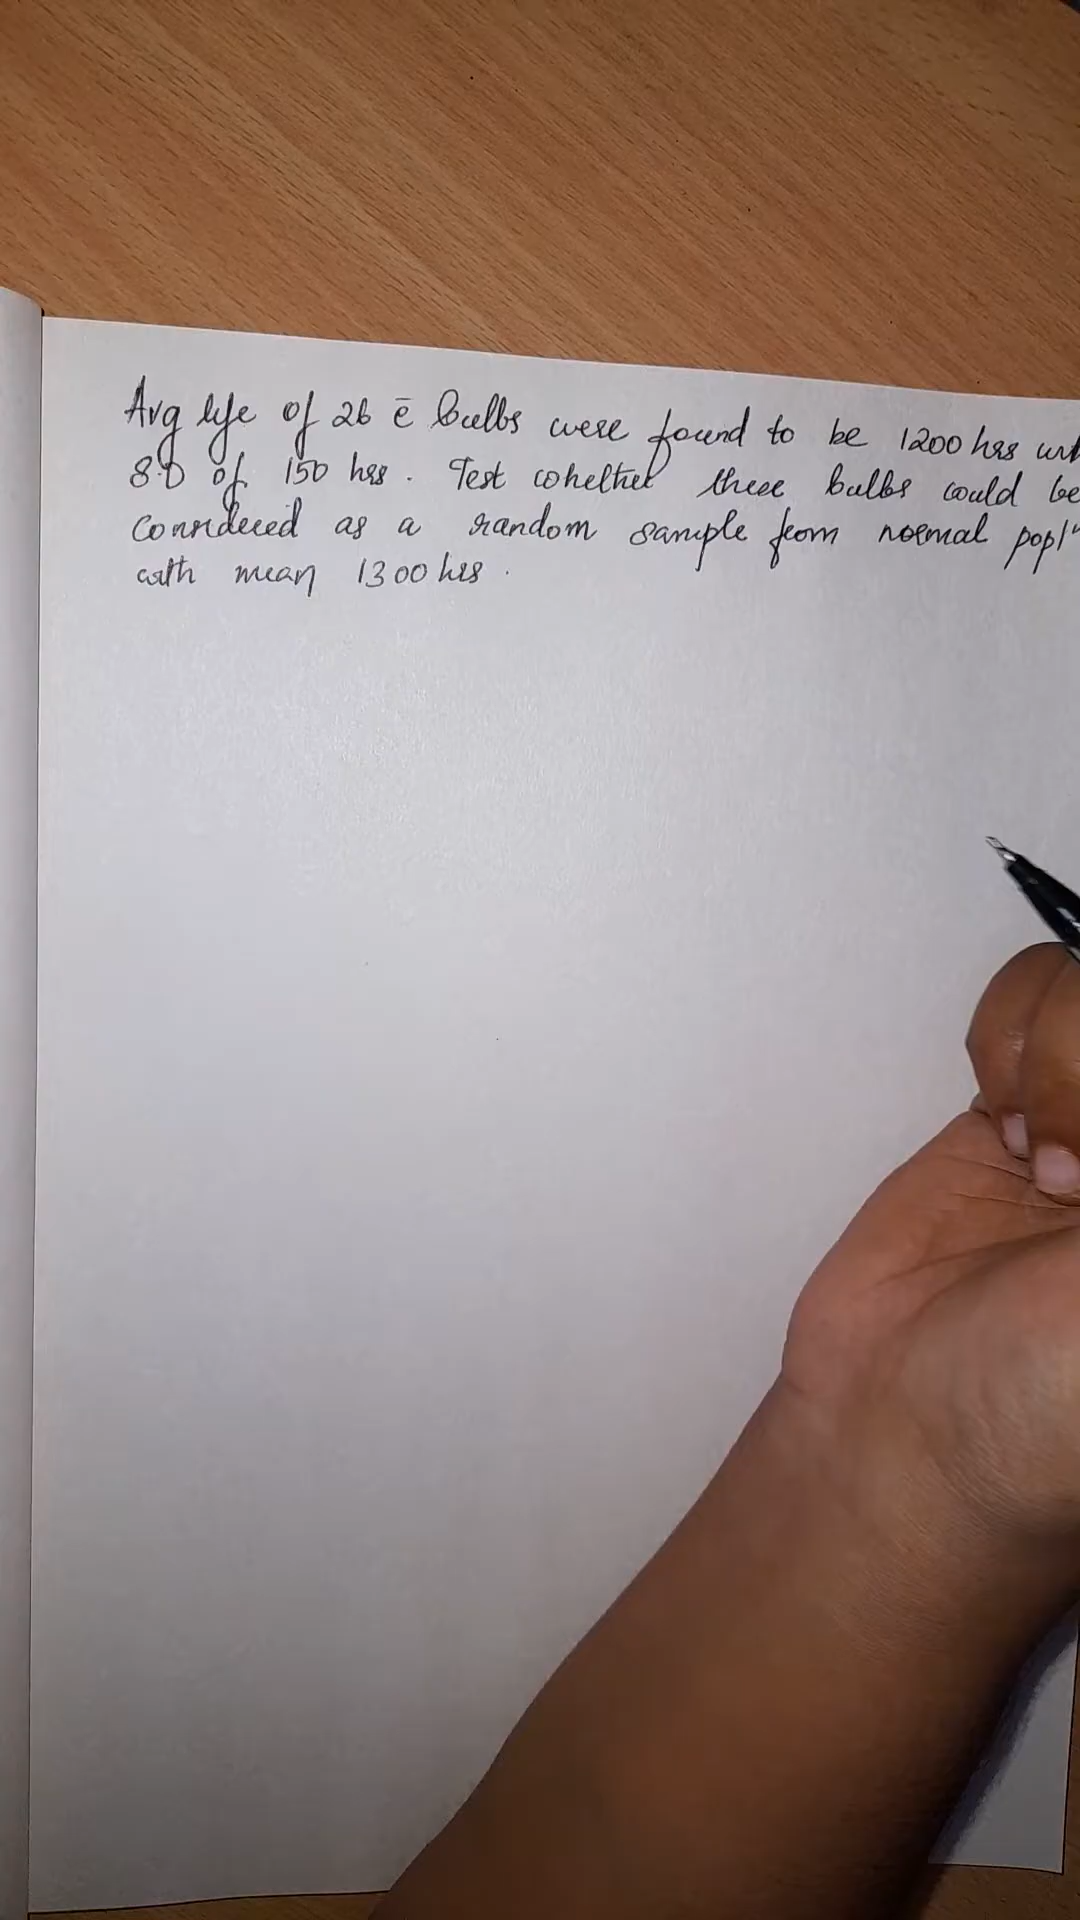 Avg life of 26 ē bulbs were found to be 1200 hrs
S.D of 150 hrs. Test whether these bulbs could be
considered as a random sample from normal popln
with mean 1300 hrs.